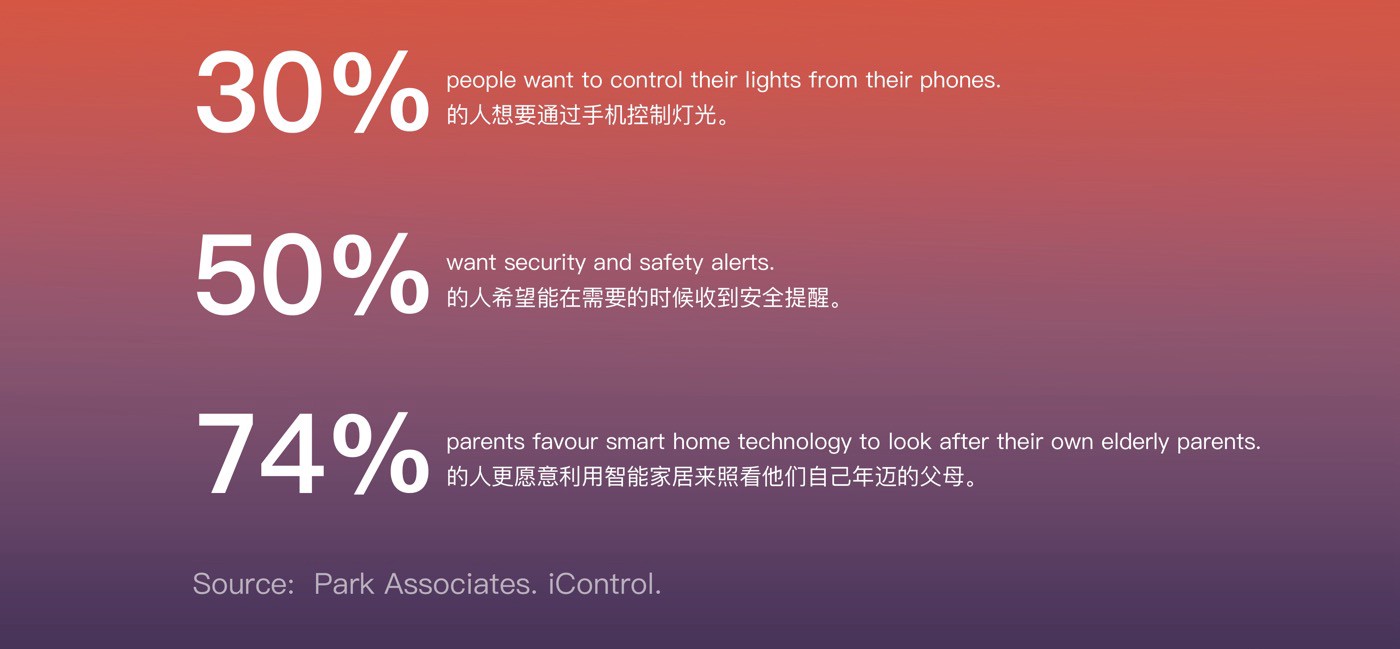 30% people want to control their lights from their phones.
的人想要通过手机控制灯光。
50% want security and safety alerts.
的人希望能在需要的时候收到安全提醒。
74% parents favour smart home technology to look after their own elderly parents.
的人更愿意利用智能家居来照看他们自己年迈的父母。
Source: Park Associates. iControl.